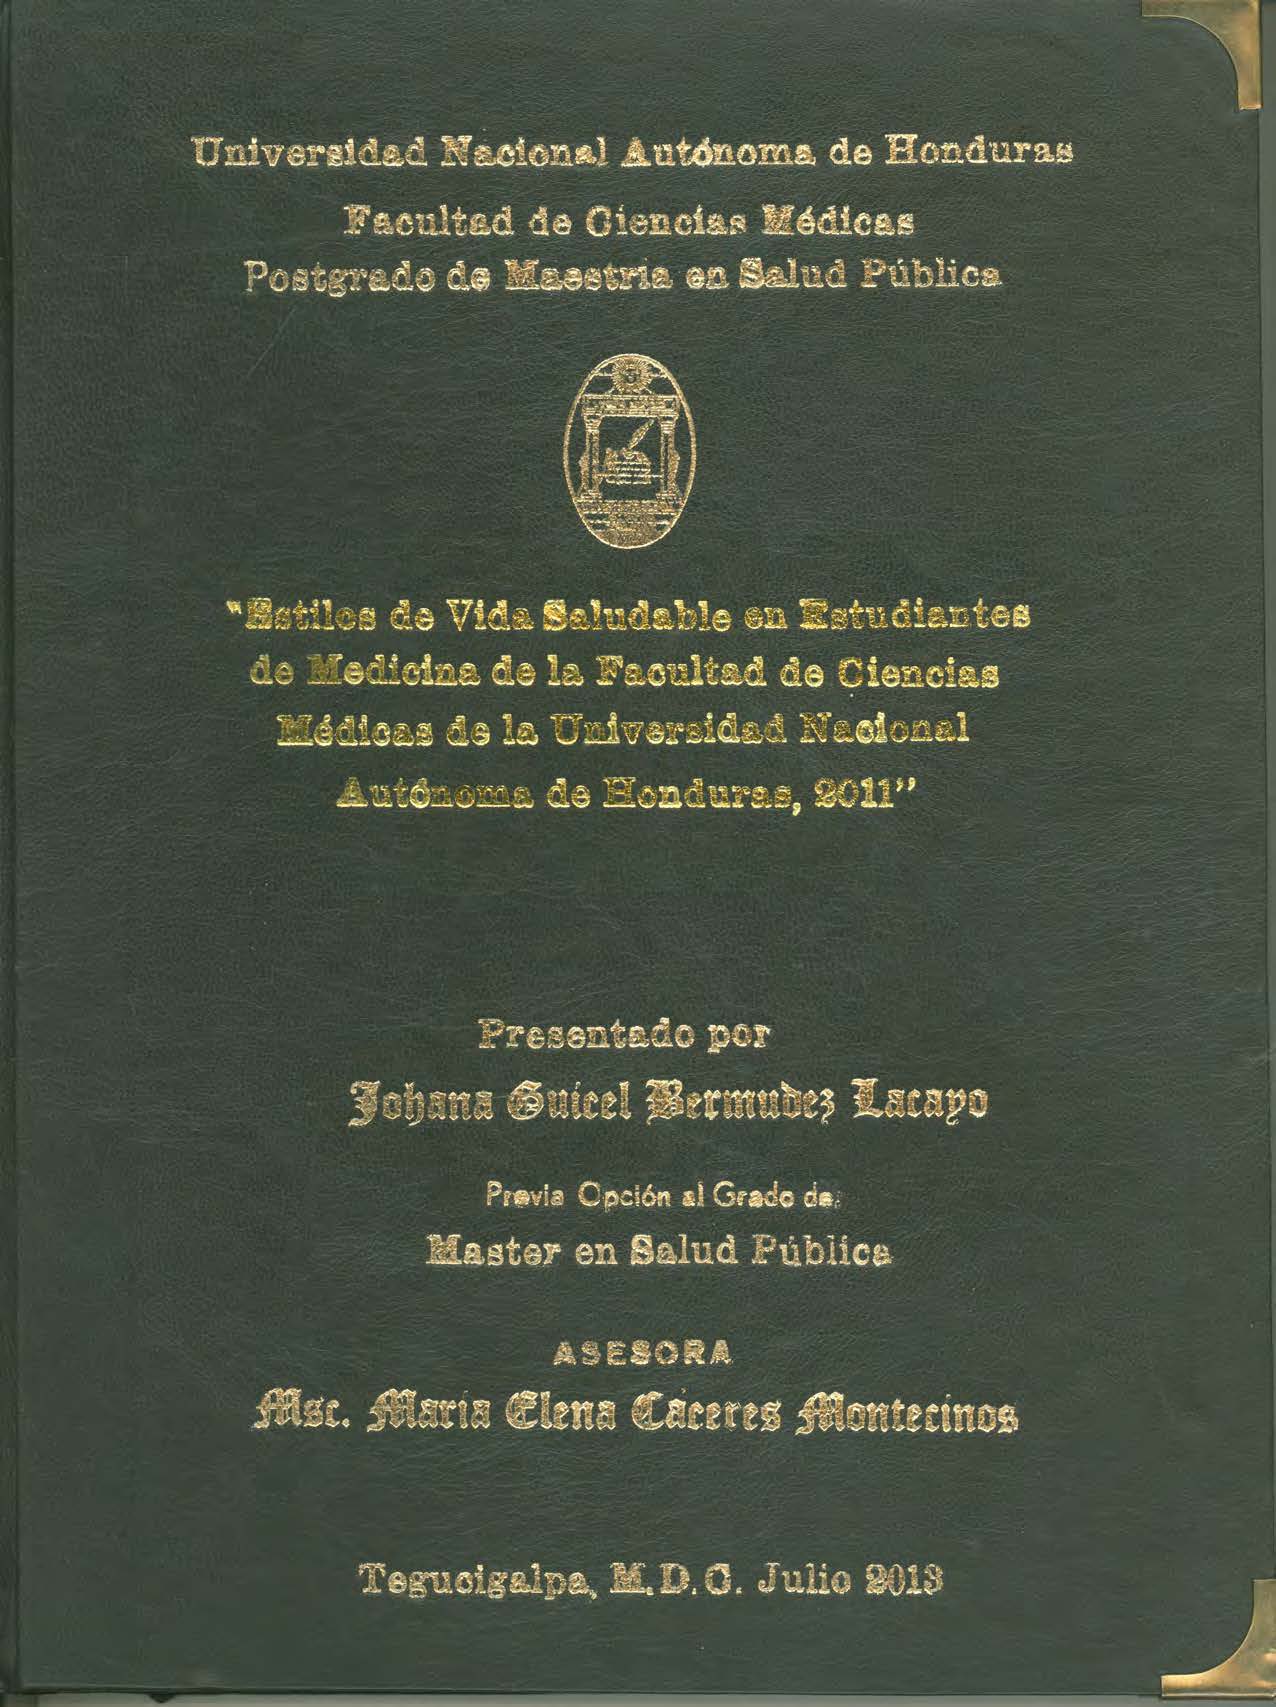 Universidad Nacional Autónoma de Honduras
Facultad de Ciencias Médicas
Postgrado de Maestria en Salud Pública
"Estilos de Vida Saludable en Estudiantes
de Medicina de la Facultad de Ciencias
Médicas de la Universidad Nacional
Autónoma de Honduras, 2011"
Presentado por
Johana Guicel Bermudez Lacayo
Previa Opción al Grado de:
Master en Salud Pública
ASESORA
Msc. María Elena Cáceres Montecinos
Tegucigalpa, M.D.C. Julio 2013